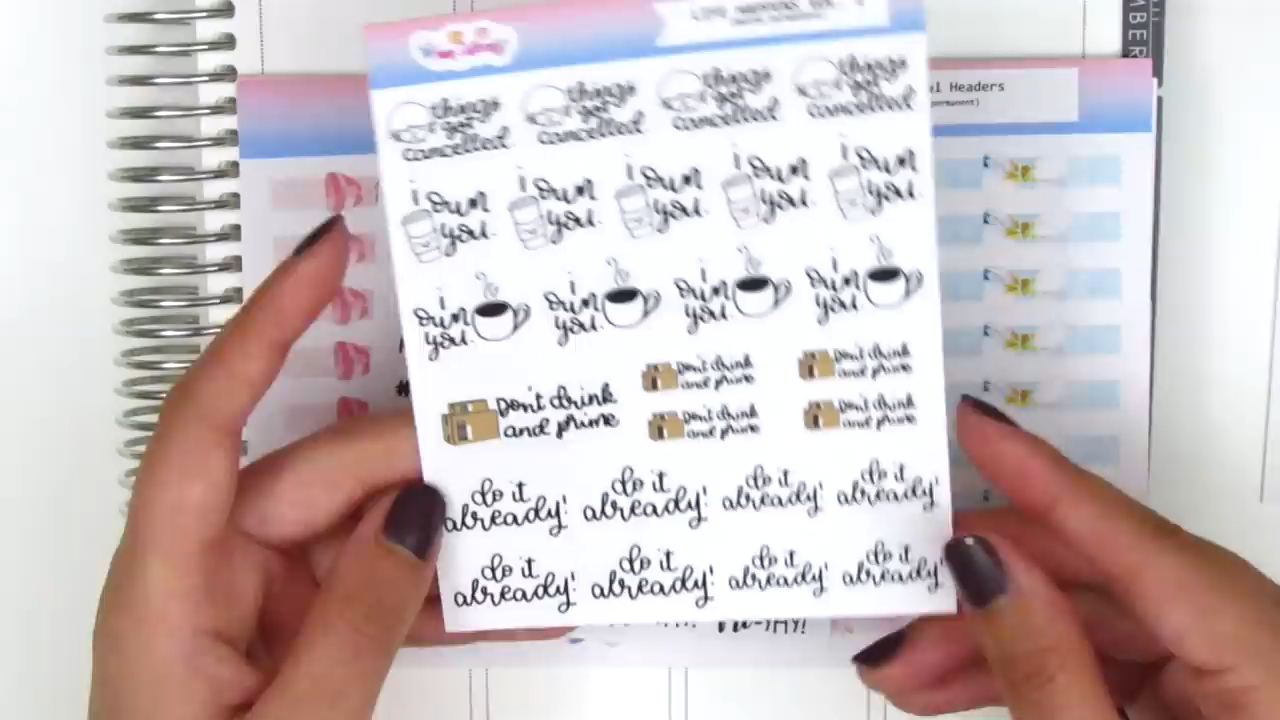 MBER
l Headers
permanent)
things things things things
get get get get
cancelled. cancelled. cancelled. cancelled.
i own i own i own i own i own
you. you. you. you. you.
i own you. i own you. i own you. i own you.
Don't drink and prime
Don't drink and prime
Don't drink and prime
Don't drink and prime
Don't drink and prime
do it do it do it do it
already! already! already! already!
do it do it do it do it
already! already! already! already!